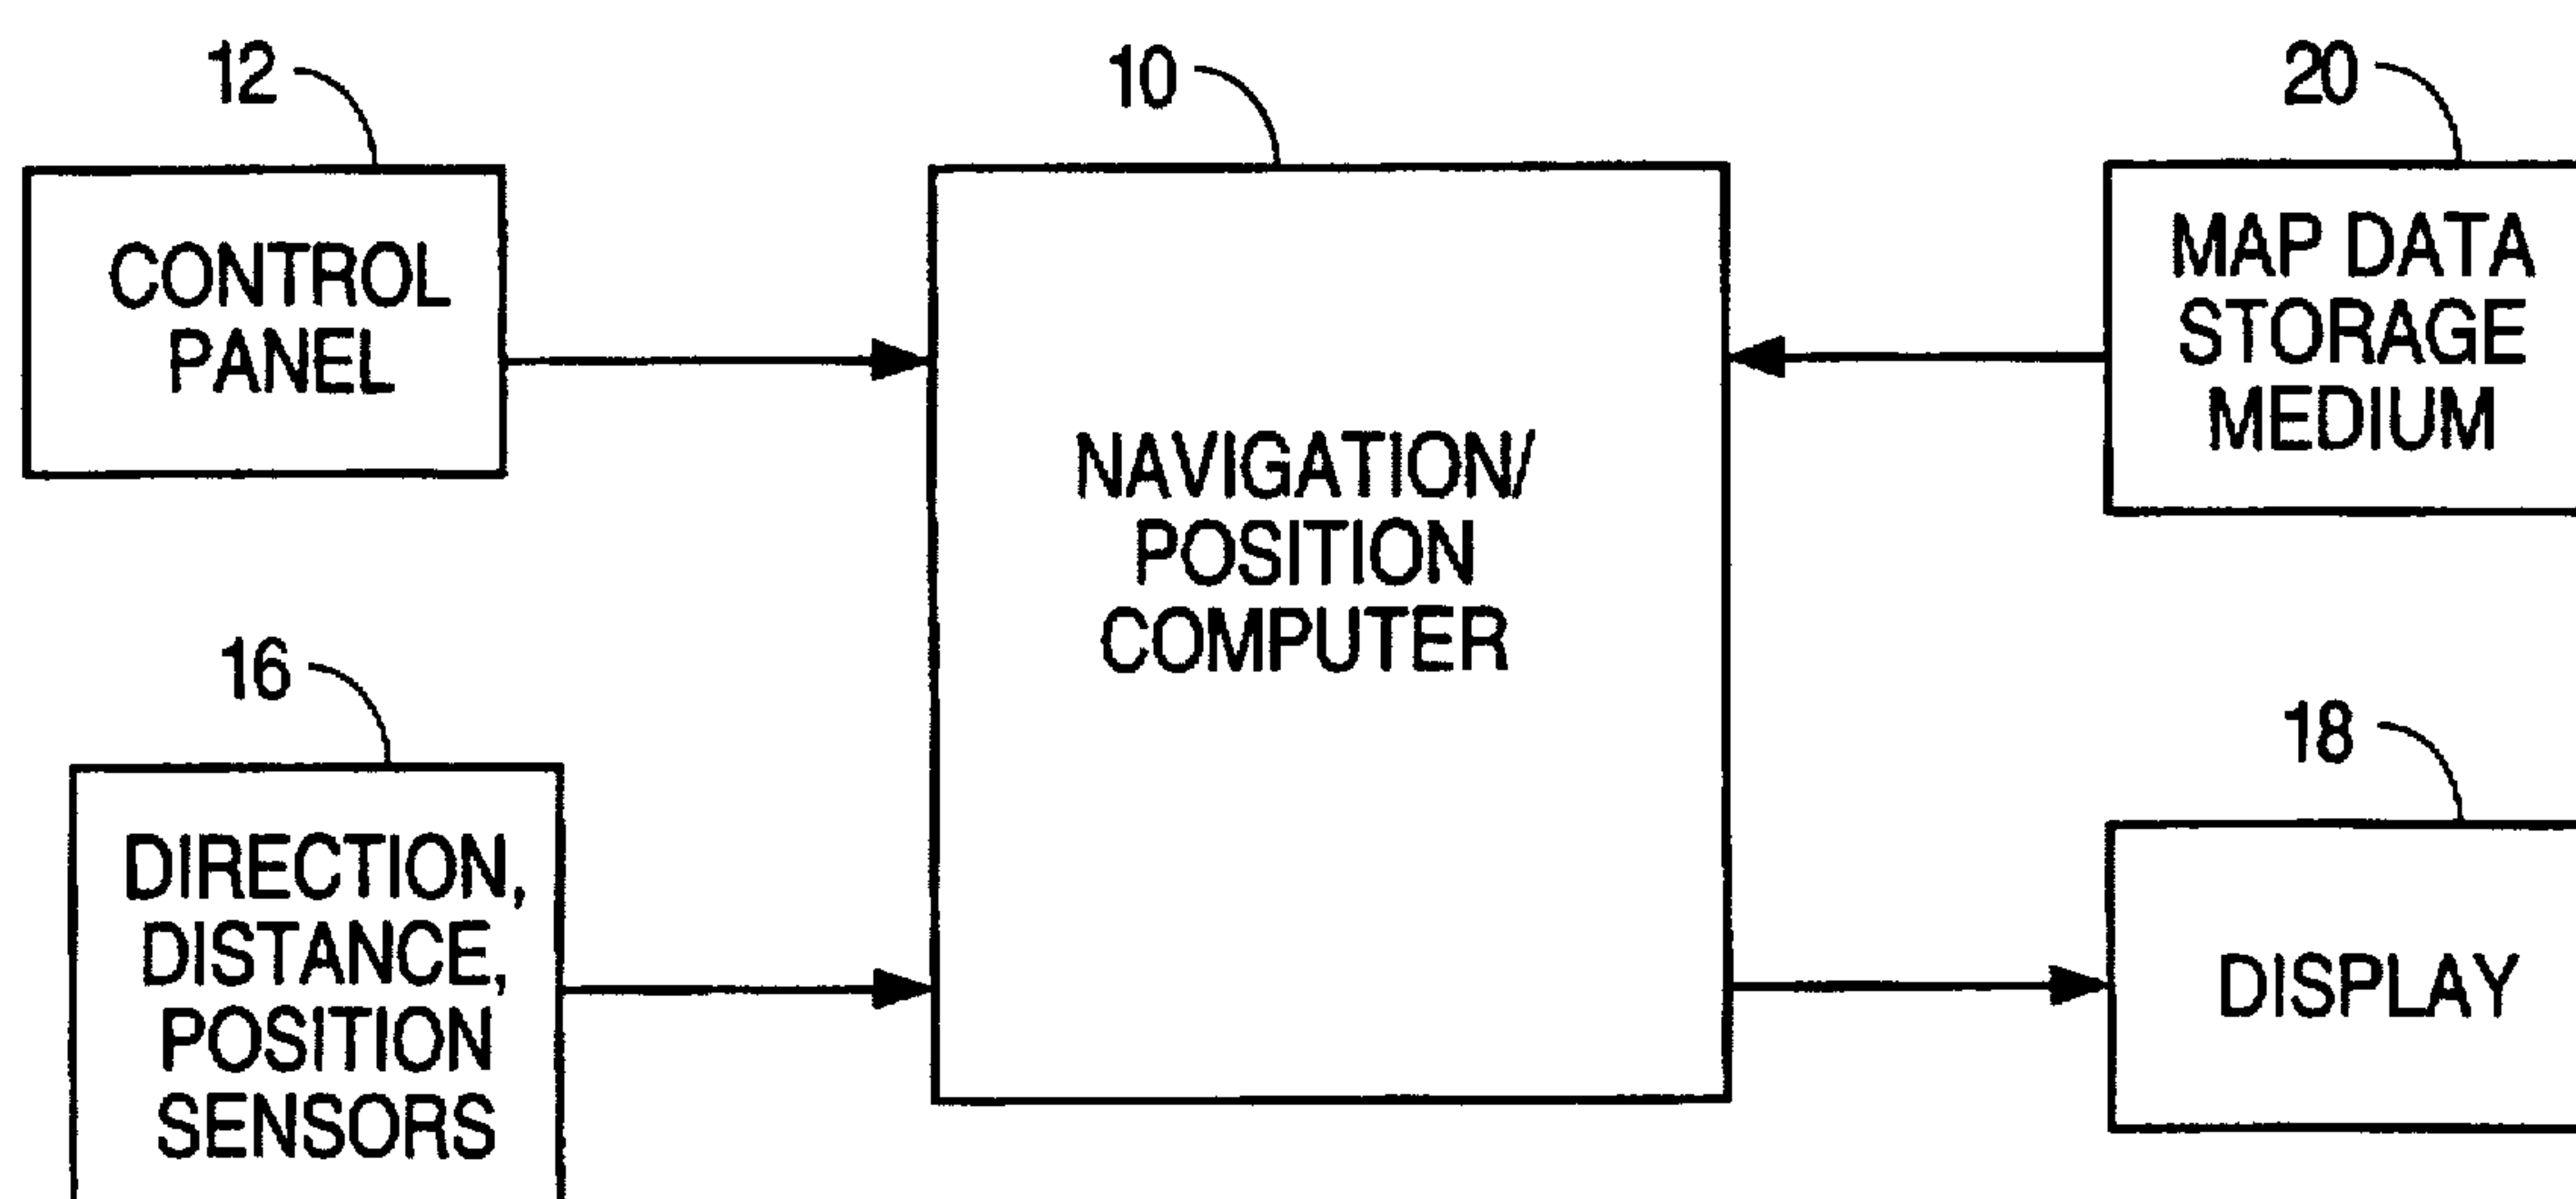 12
CONTROL
PANEL
10
NAVIGATION/
POSITION
COMPUTER
20
MAP DATA
STORAGE
MEDIUM
16
DIRECTION,
DISTANCE,
POSITION
SENSORS
18
DISPLAY